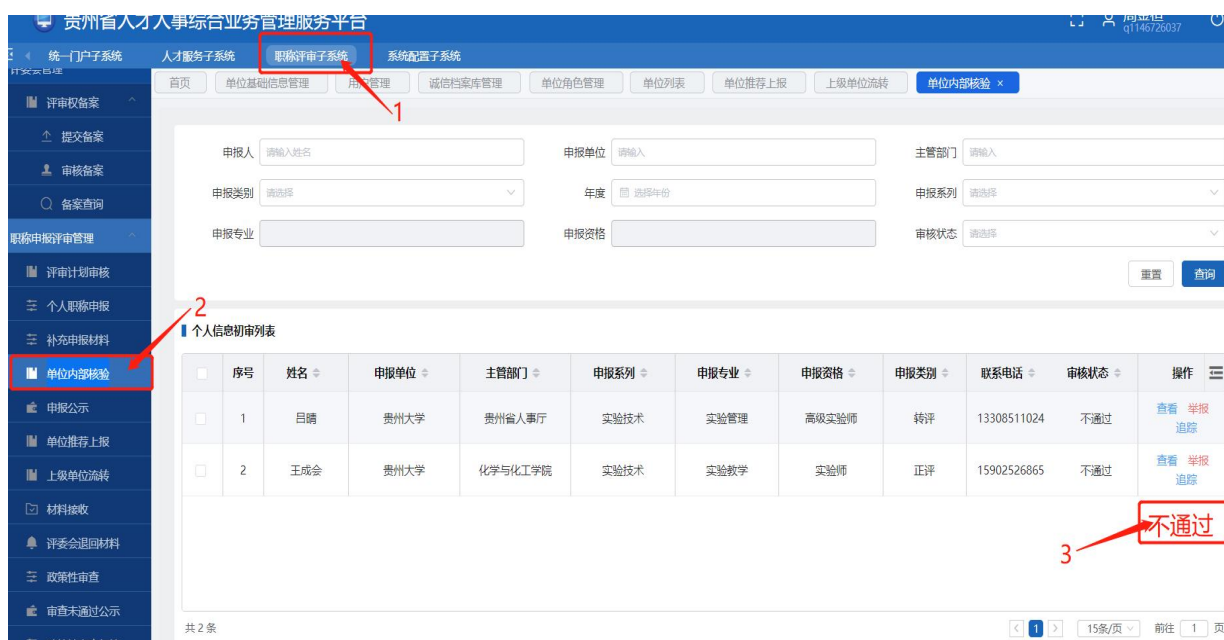 贵州省人才人事综合业务管理服务平台
q1146726037
统一门户子系统 人才服务子系统 职称评审子系统 系统配置子系统
首页 单位基础信息管理 用户管理 诚信档案库管理 单位角色管理 单位列表 单位推荐上报 上级单位流转 单位内部核验 ×
1
评审权备案
提交备案
审核备案
备案查询
职称申报评审管理
评审计划审核
个人职称申报
补充申报材料
单位内部核验
申报公示
单位推荐上报
上级单位流转
材料接收
评委会退回材料
政策性审查
审查未通过公示
申报人 请输入姓名 申报单位 请输入 主管部门 请输入
申报类别 请选择 年度 选择年份 申报系列 请选择
申报专业 申报资格 审核状态 请选择
重置 查询
2
个人信息初审列表
序号 姓名 申报单位 主管部门 申报系列 申报专业 申报资格 申报类别 联系电话 审核状态 操作
1 吕晴 贵州大学 贵州省人事厅 实验技术 实验管理 高级实验师 转评 13308511024 不通过 查看 举报
追踪
2 王成会 贵州大学 化学与化工学院 实验技术 实验教学 实验师 正评 15902526865 不通过 查看 举报
追踪
不通过
3
共 2 条 < 1 > 15条/页 前往 1 页